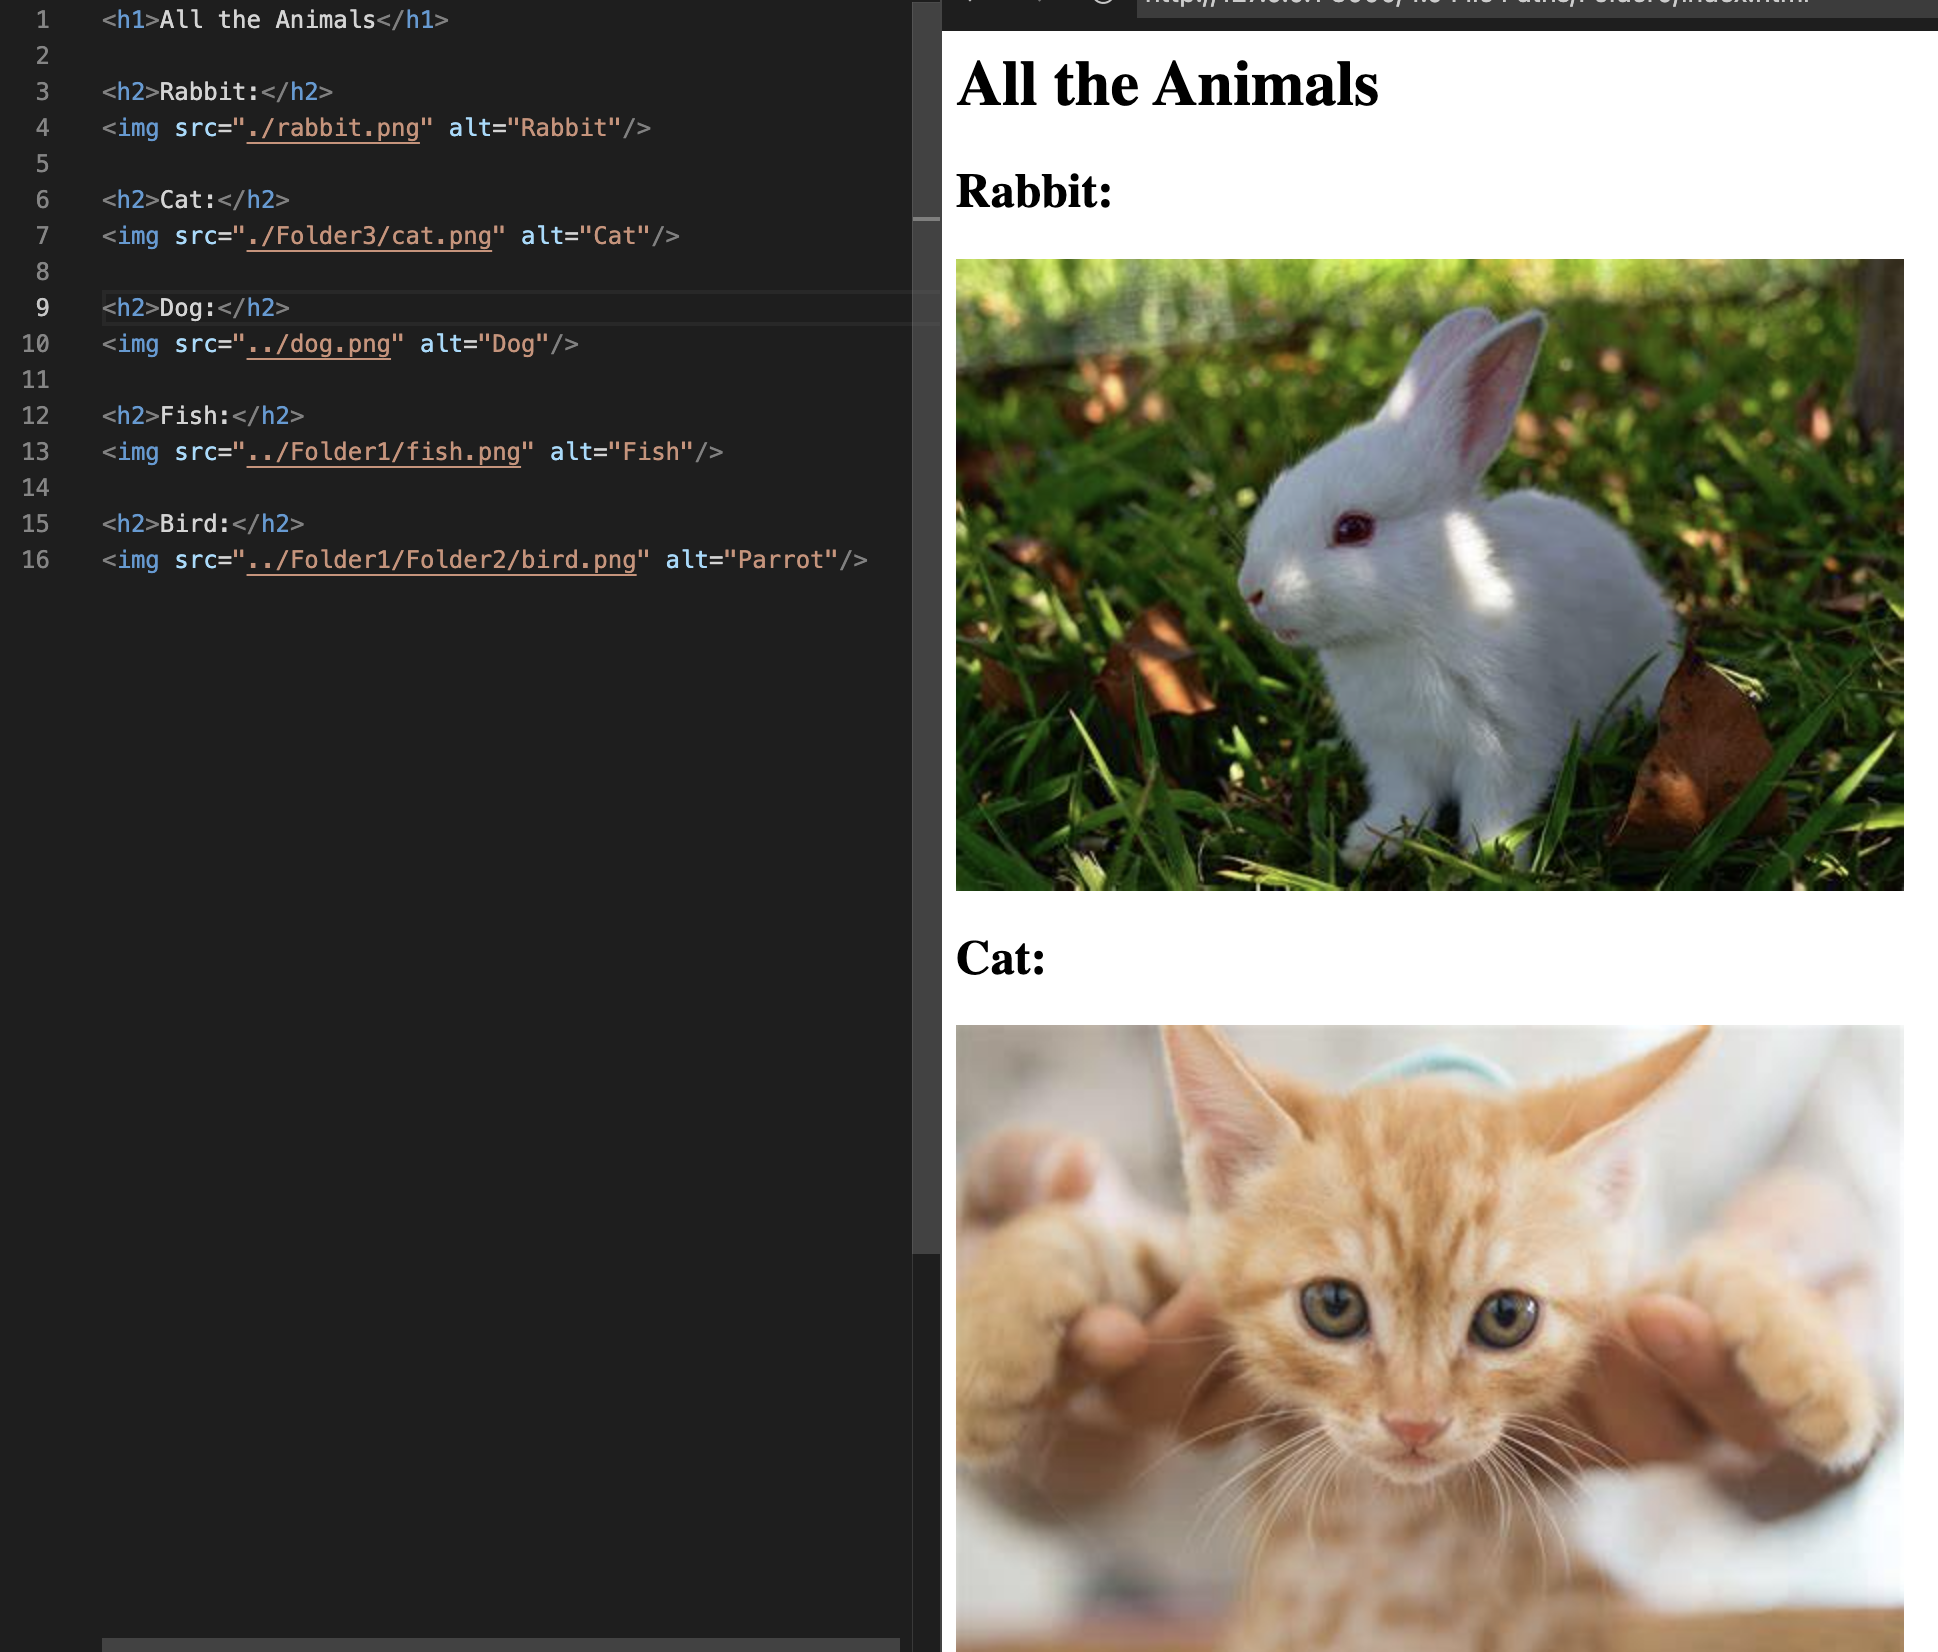 1 <h1>All the Animals</h1>
2
3 <h2>Rabbit:</h2>
4 <img src="./rabbit.png" alt="Rabbit"/>
5
6 <h2>Cat:</h2>
7 <img src="./Folder3/cat.png" alt="Cat"/>
8
9 <h2>Dog:</h2>
10 <img src="../dog.png" alt="Dog"/>
11
12 <h2>Fish:</h2>
13 <img src="../Folder1/fish.png" alt="Fish"/>
14
15 <h2>Bird:</h2>
16 <img src="../Folder1/Folder2/bird.png" alt="Parrot"/>
All the Animals
Rabbit:
Cat: